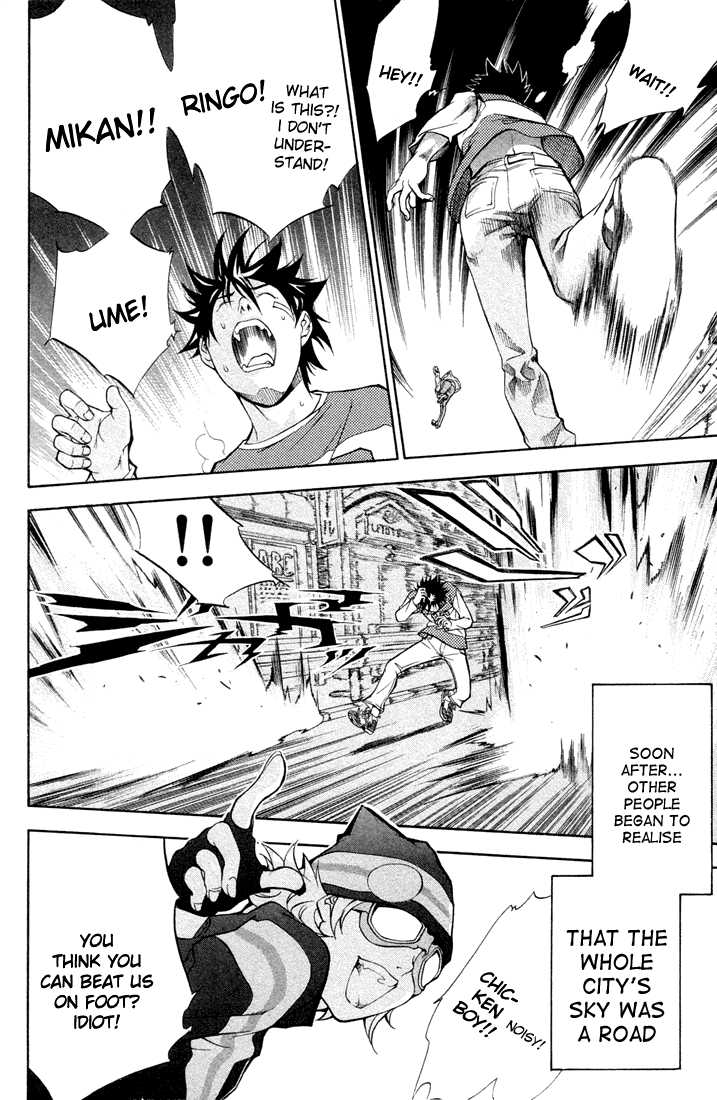 WAIT!!
HEY!!
WHAT
IS THIS?!
I DON'T
UNDER-
STAND!
RINGO!
MIKAN!!
UME!
!!
ABC
SOON
AFTER...
OTHER
PEOPLE
BEGAN TO
REALISE
THAT THE
WHOLE
CITY'S
SKY WAS
A ROAD
CHIC-
KEN
BOY!!
NOISY!
YOU
THINK YOU
CAN BEAT US
ON FOOT?
IDIOT!